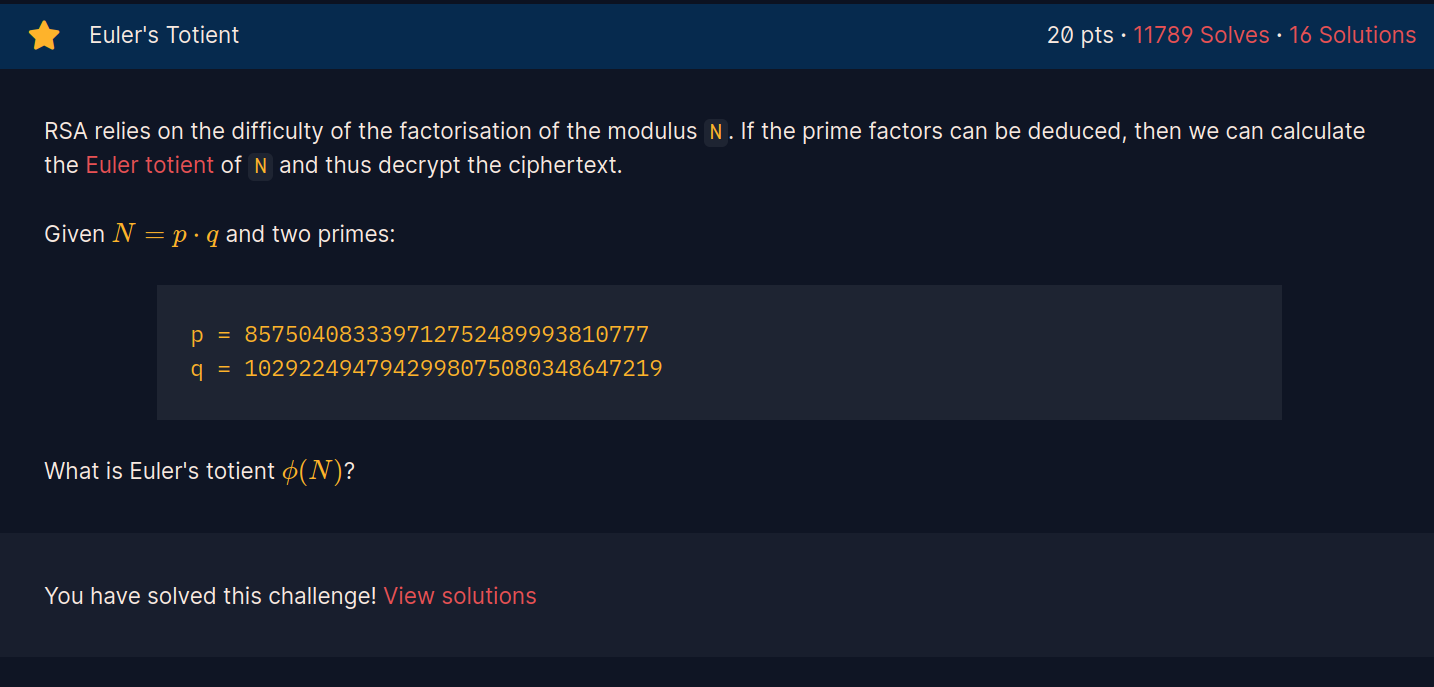 Euler's Totient 20 pts · 11789 Solves · 16 Solutions
RSA relies on the difficulty of the factorisation of the modulus N. If the prime factors can be deduced, then we can calculate
the Euler totient of N and thus decrypt the ciphertext.
Given N = p · q and two primes:
p = 857504083339712752489993810777
q = 1029224947942998075080348647219
What is Euler's totient ϕ(N)?
You have solved this challenge! View solutions